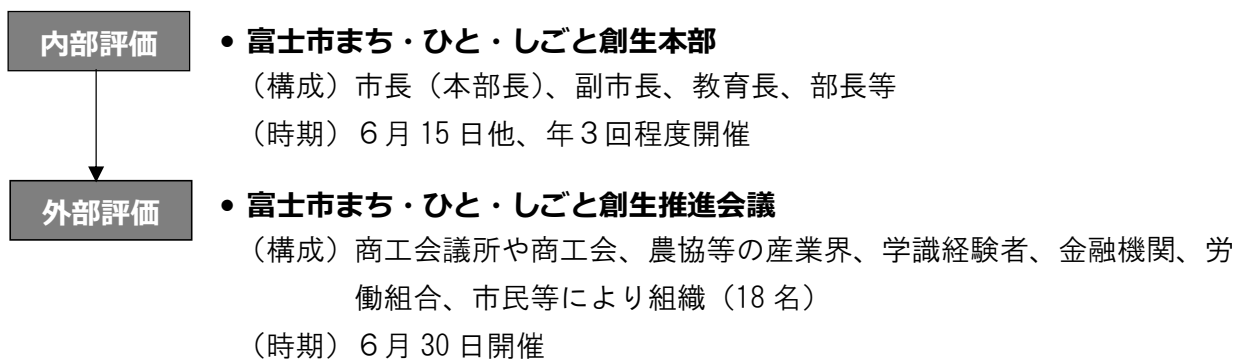 内部評価
• 富士市まち・ひと・しごと創生本部
（構成）市長（本部長）、副市長、教育長、部長等
（時期）６月 15 日他、年３回程度開催
外部評価
• 富士市まち・ひと・しごと創生推進会議
（構成）商工会議所や商工会、農協等の産業界、学識経験者、金融機関、労
働組合、市民等により組織（18 名）
（時期）６月 30 日開催